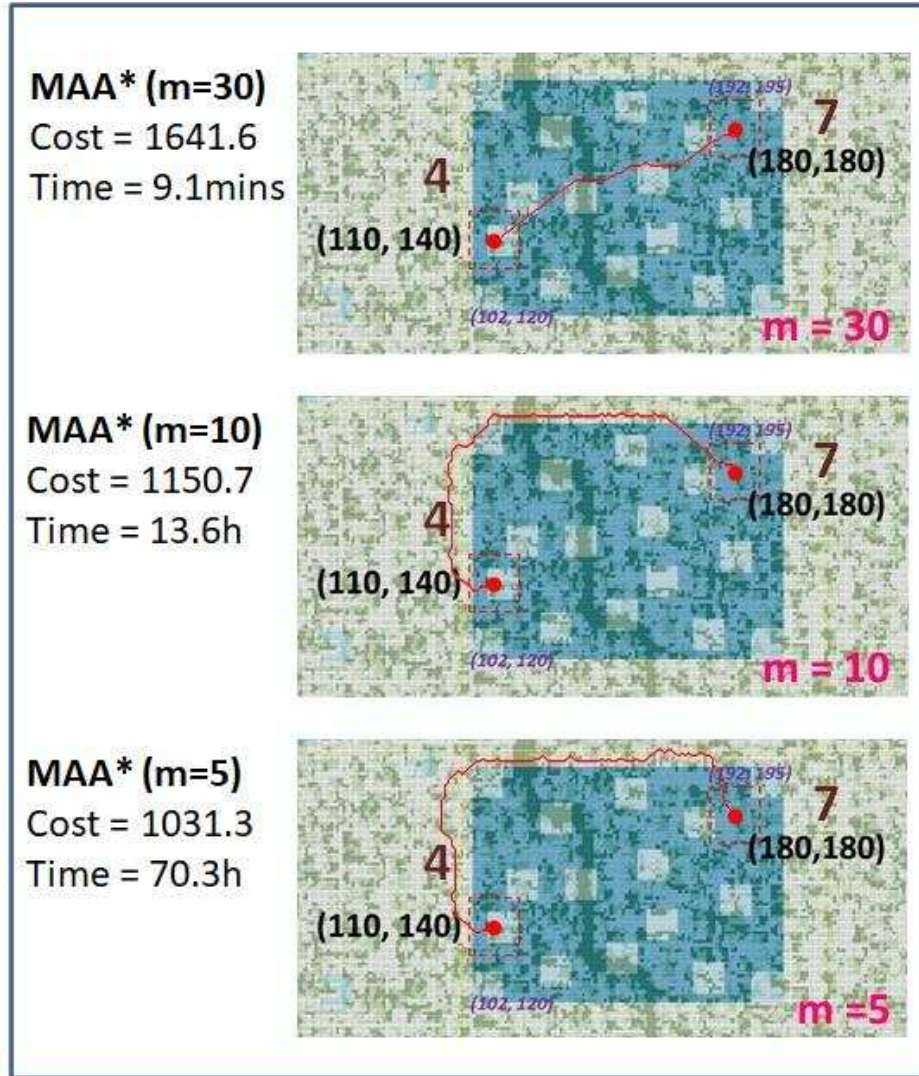 MAA* (m=30)
Cost = 1641.6
Time = 9.1mins
(192, 195)
7
(180,180)
4
(110, 140)
(102, 120)
m = 30
MAA* (m=10)
Cost = 1150.7
Time = 13.6h
(192, 195)
7
(180,180)
4
(110, 140)
(102, 120)
m = 10
MAA* (m=5)
Cost = 1031.3
Time = 70.3h
(192, 195)
7
(180,180)
4
(110, 140)
(102, 120)
m =5